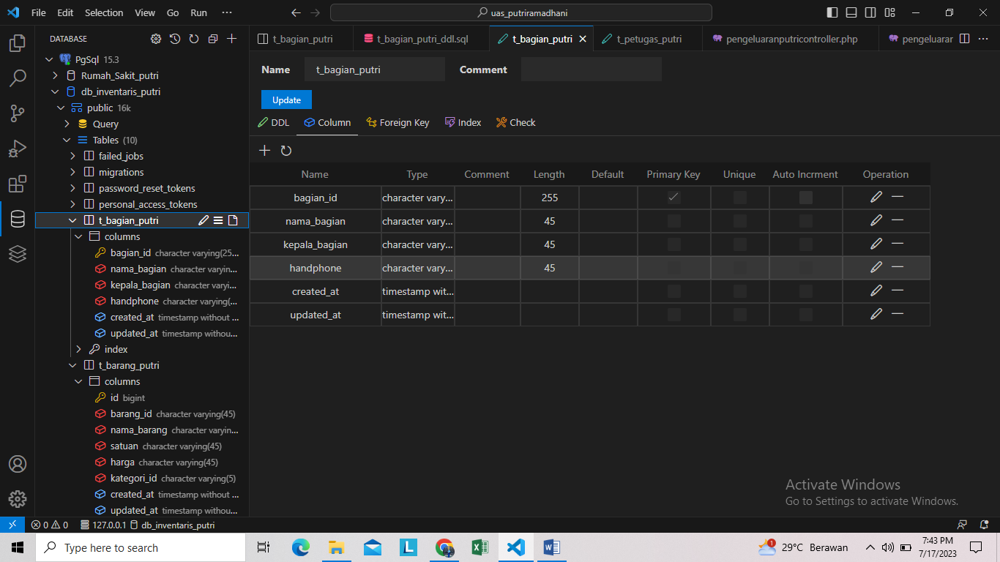 File Edit Selection View Go Run ··· uas_putriramadhani
DATABASE
PgSql 15.3
Rumah_Sakit_putri
db_inventaris_putri
public 16k
Query
Tables (10)
failed_jobs
migrations
password_reset_tokens
personal_access_tokens
t_bagian_putri
columns
bagian_id character varying(25...
nama_bagian character varyin...
kepala_bagian character varyi...
handphone character varying(...
created_at timestamp without ...
updated_at timestamp withou...
index
t_barang_putri
columns
id bigint
barang_id character varying(45)
nama_barang character varyin...
satuan character varying(45)
harga character varying(45)
kategori_id character varying(5)
created_at timestamp without ...
updated_at timestamp withou...
t_bagian_putri t_bagian_putri_ddl.sql t_bagian_putri t_petugas_putri pengeluaranputricontroller.php pengeluarar ···
Name t_bagian_putri Comment
Update
DDL Column Foreign Key Index Check
Name Type Comment Length Default Primary Key Unique Auto Incrment Operation
bagian_id character vary... 255
nama_bagian character vary... 45
kepala_bagian character vary... 45
handphone character vary... 45
created_at timestamp wit...
updated_at timestamp wit...
Activate Windows
Go to Settings to activate Windows.
0 0 127.0.0.1 db_inventaris_putri
Type here to search L 1 29°C Berawan 7:43 PM
7/17/2023